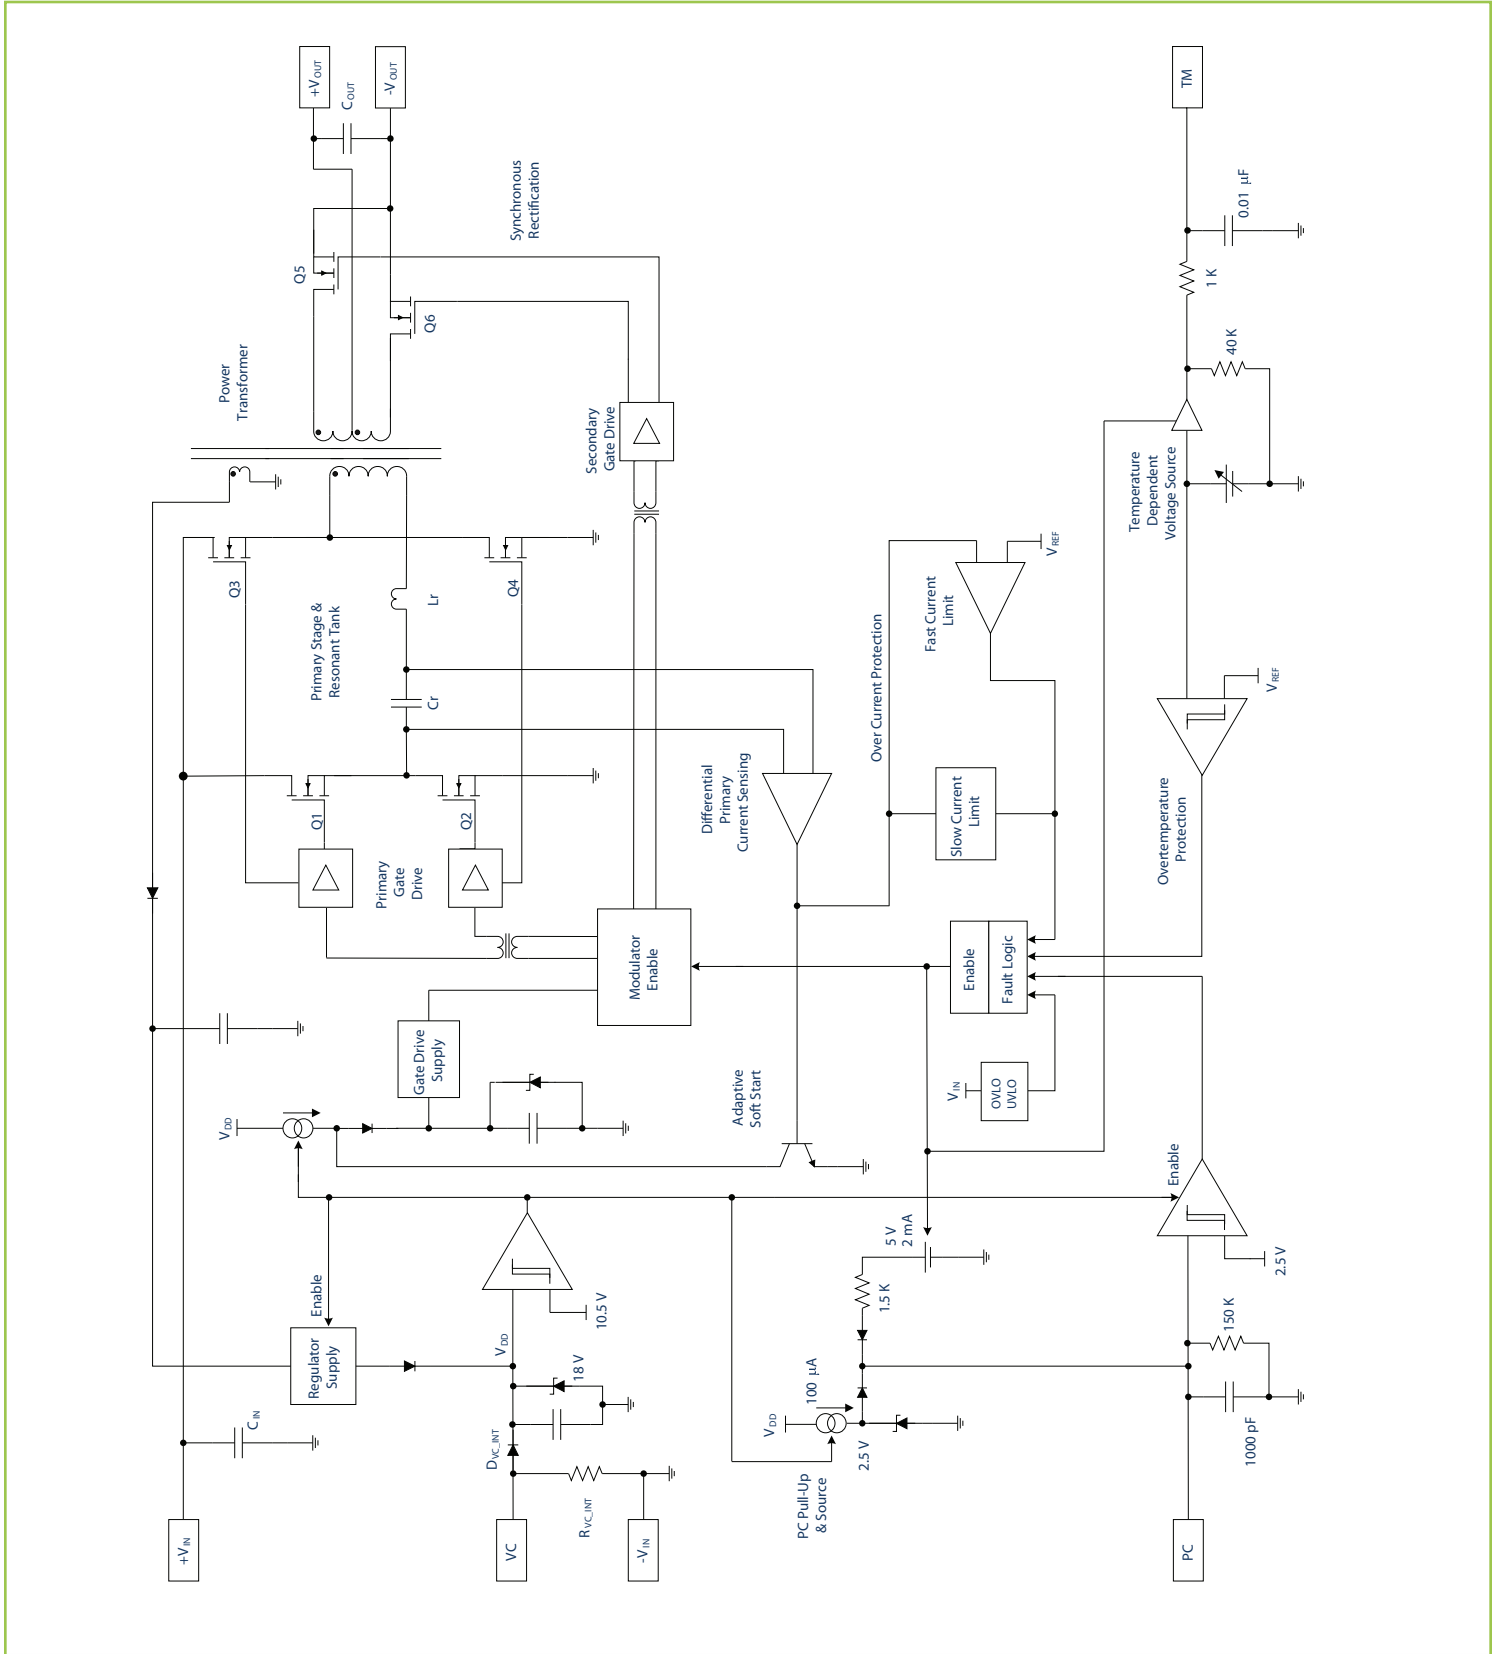 +VOUT
COUT
-VOUT
TM
Synchronous
Rectification
0.01 μF
Q5
Q6
1 K
Power
Transformer
40 K
Secondary
Gate Drive
Temperature
Dependent
Voltage Source
Q3
Q4
Primary Stage &
Resonant Tank
Lr
Cr
VREF
Fast Current
Limit
Over Current Protection
VREF
Q1
Q2
Primary
Gate
Drive
Differential
Primary
Current Sensing
Slow Current
Limit
Overtemperature
Protection
Modulator
Enable
Enable
Fault Logic
Gate Drive
Supply
VIN
OVLO
UVLO
VDD
Adaptive
Soft Start
Enable
5 V
2 mA
2.5 V
Enable
10.5 V
1.5 K
150 K
Regulator
Supply
VDD
18 V
100 μA
VDD
CIN
DVC_INT
2.5 V
1000 pF
PC Pull-Up
& Source
RVC_INT
+VIN
VC
-VIN
PC